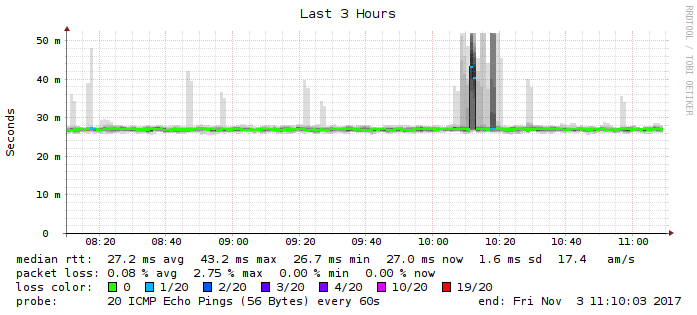 Last 3 Hours
RRDTOOL / TOBI OETIKER
Seconds
50 m
40 m
30 m
20 m
10 m
0
08:20 08:40 09:00 09:20 09:40 10:00 10:20 10:40 11:00
median rtt: 27.2 ms avg 43.2 ms max 26.7 ms min 27.0 ms now 1.6 ms sd 17.4 am/s
packet loss: 0.08 % avg 2.75 % max 0.00 % min 0.00 % now
loss color: 0 1/20 2/20 3/20 4/20 10/20 19/20
probe: 20 ICMP Echo Pings (56 Bytes) every 60s end: Fri Nov 3 11:10:03 2017